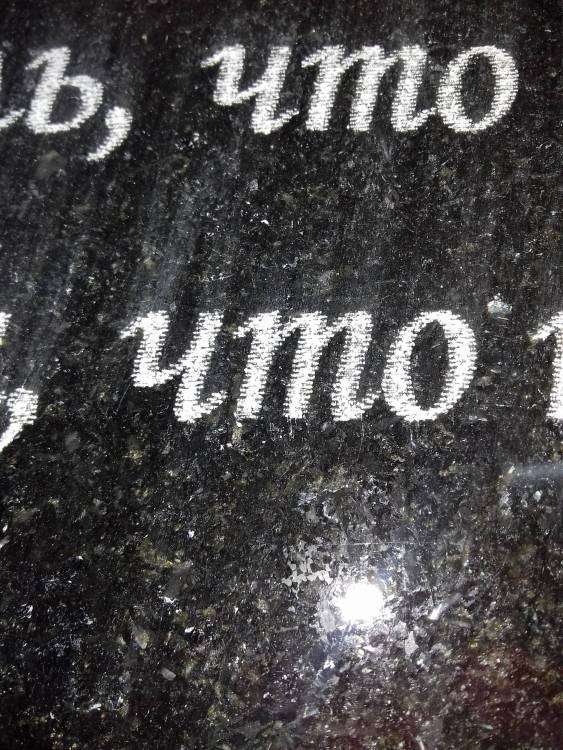 ь, что
, что